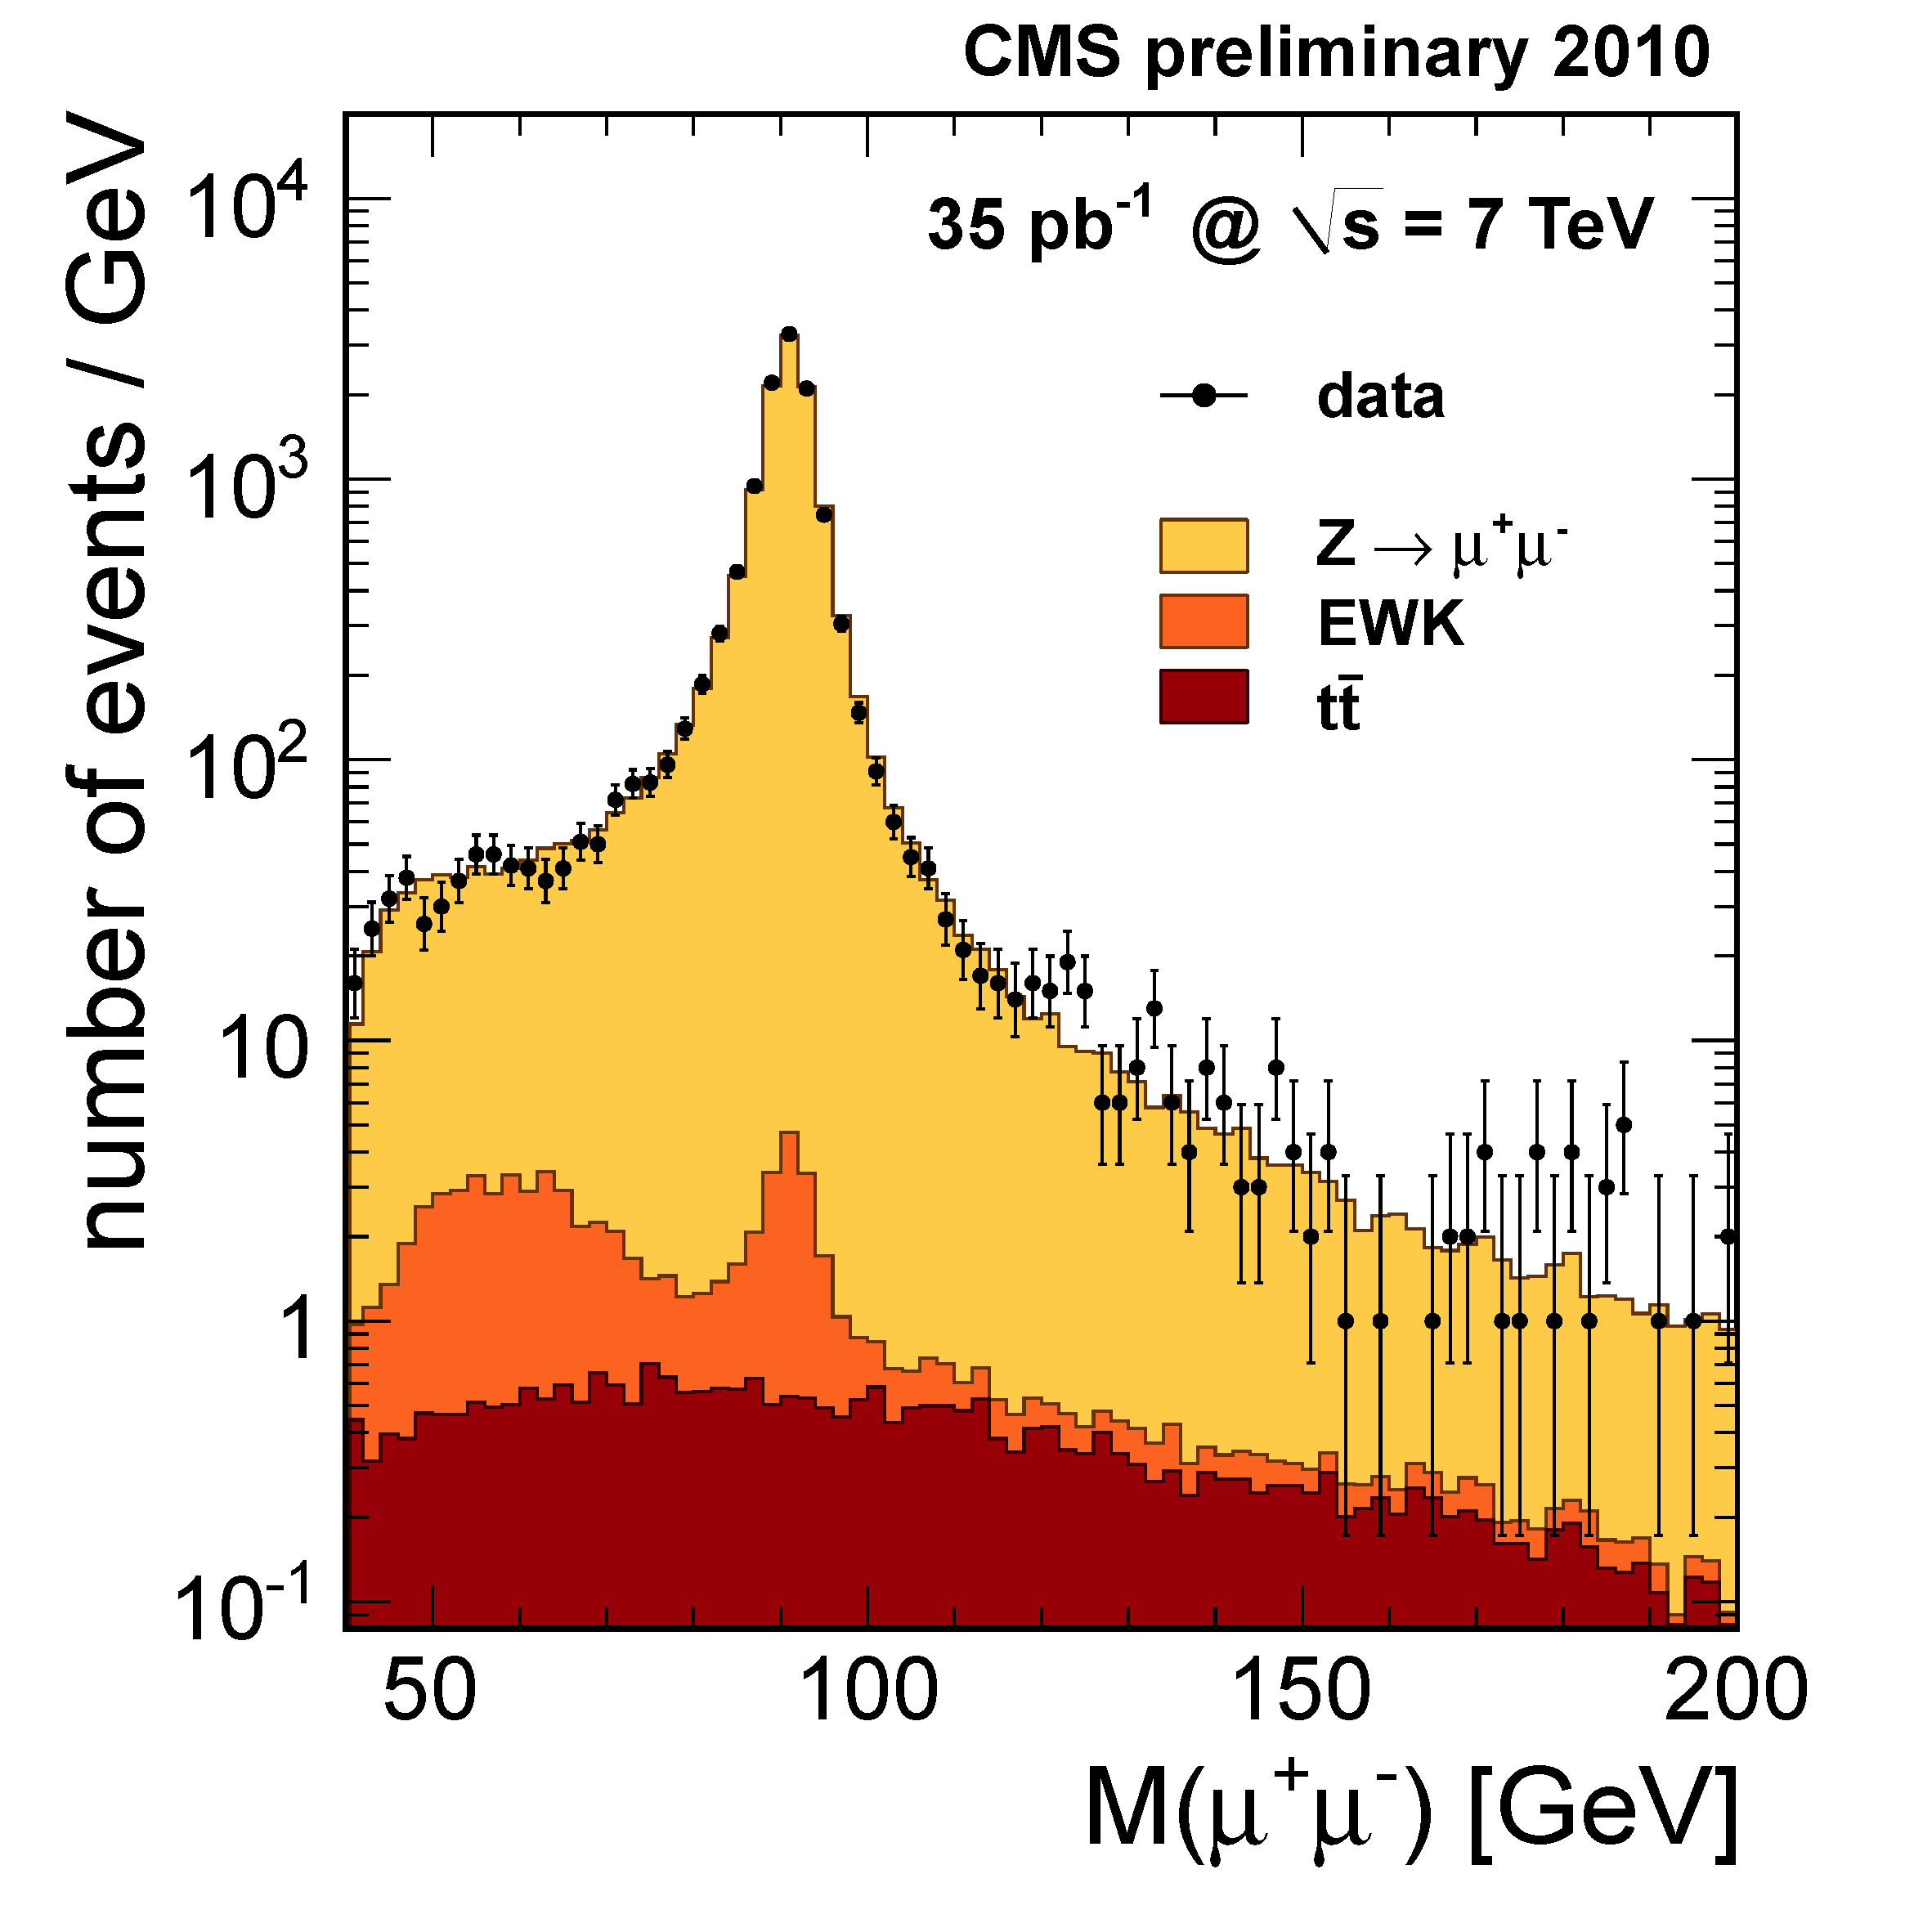 CMS preliminary 2010
number of events / GeV
10⁴
10³
10²
10
1
10⁻¹
35 pb⁻¹ @ √s = 7 TeV
data
Z → μ⁺μ⁻
EWK
tt̄
50 100 150 200
M(μ⁺μ⁻) [GeV]